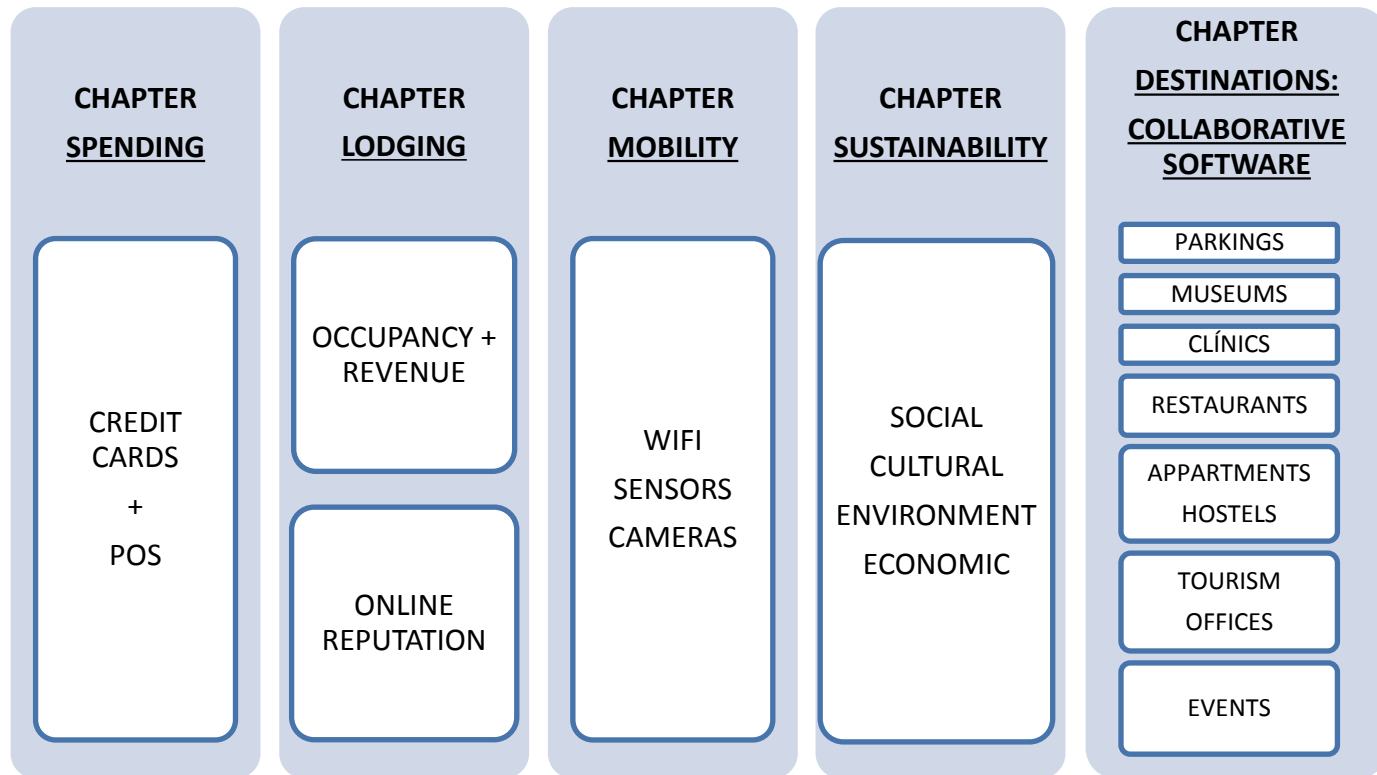 CHAPTER
SPENDING
CREDIT
CARDS
+
POS
CHAPTER
LODGING
OCCUPANCY +
REVENUE
ONLINE
REPUTATION
CHAPTER
MOBILITY
WIFI
SENSORS
CAMERAS
CHAPTER
SUSTAINABILITY
SOCIAL
CULTURAL
ENVIRONMENT
ECONOMIC
CHAPTER
DESTINATIONS:
COLLABORATIVE
SOFTWARE
PARKINGS
MUSEUMS
CLÍNICS
RESTAURANTS
APPARTMENTS
HOSTELS
TOURISM
OFFICES
EVENTS